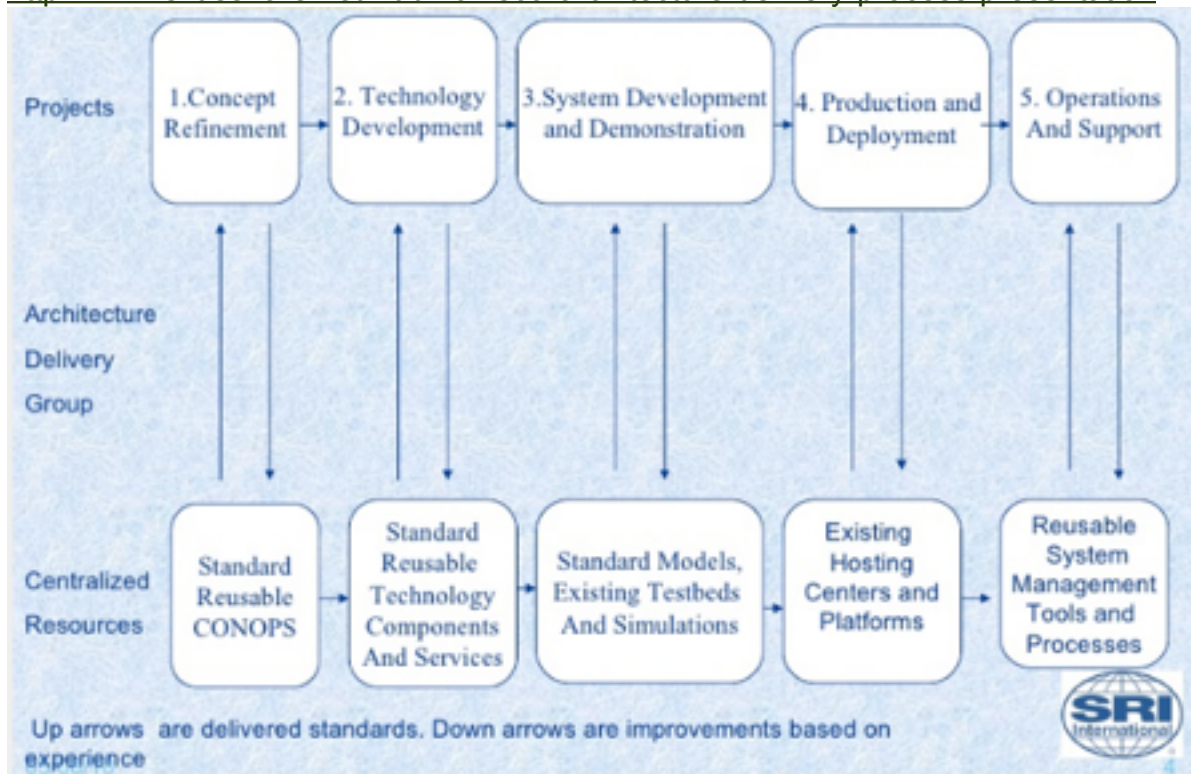 Projects
1.Concept
Refinement
2. Technology
Development
3.System Development
and Demonstration
4. Production and
Deployment
5. Operations
And Support
Architecture
Delivery
Group
Centralized
Resources
Standard
Reusable
CONOPS
Standard
Reusable
Technology
Components
And Services
Standard Models,
Existing Testbeds
And Simulations
Existing
Hosting
Centers and
Platforms
Reusable
System
Management
Tools and
Processes
Up arrows are delivered standards. Down arrows are improvements based on
experience
SRI
International
4